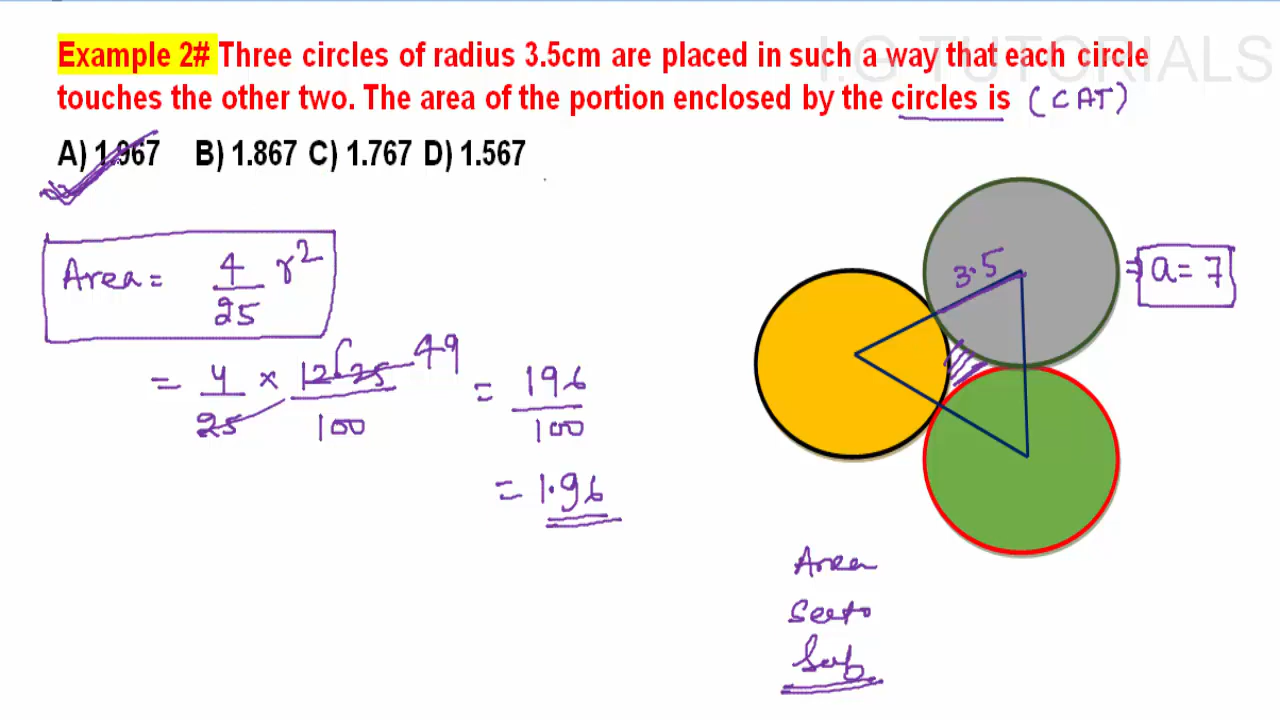 I.G TUTORIALS
Example 2# Three circles of radius 3.5cm are placed in such a way that each circle
touches the other two. The area of the portion enclosed by the circles is (CAT)
A) 1.967 B) 1.867 C) 1.767 D) 1.567
Area = 4/25 r²
= 4/25 × 1225/100 49 = 196/100
= 1.96
3.5
⇒ a = 7
Area
Secto
Sub